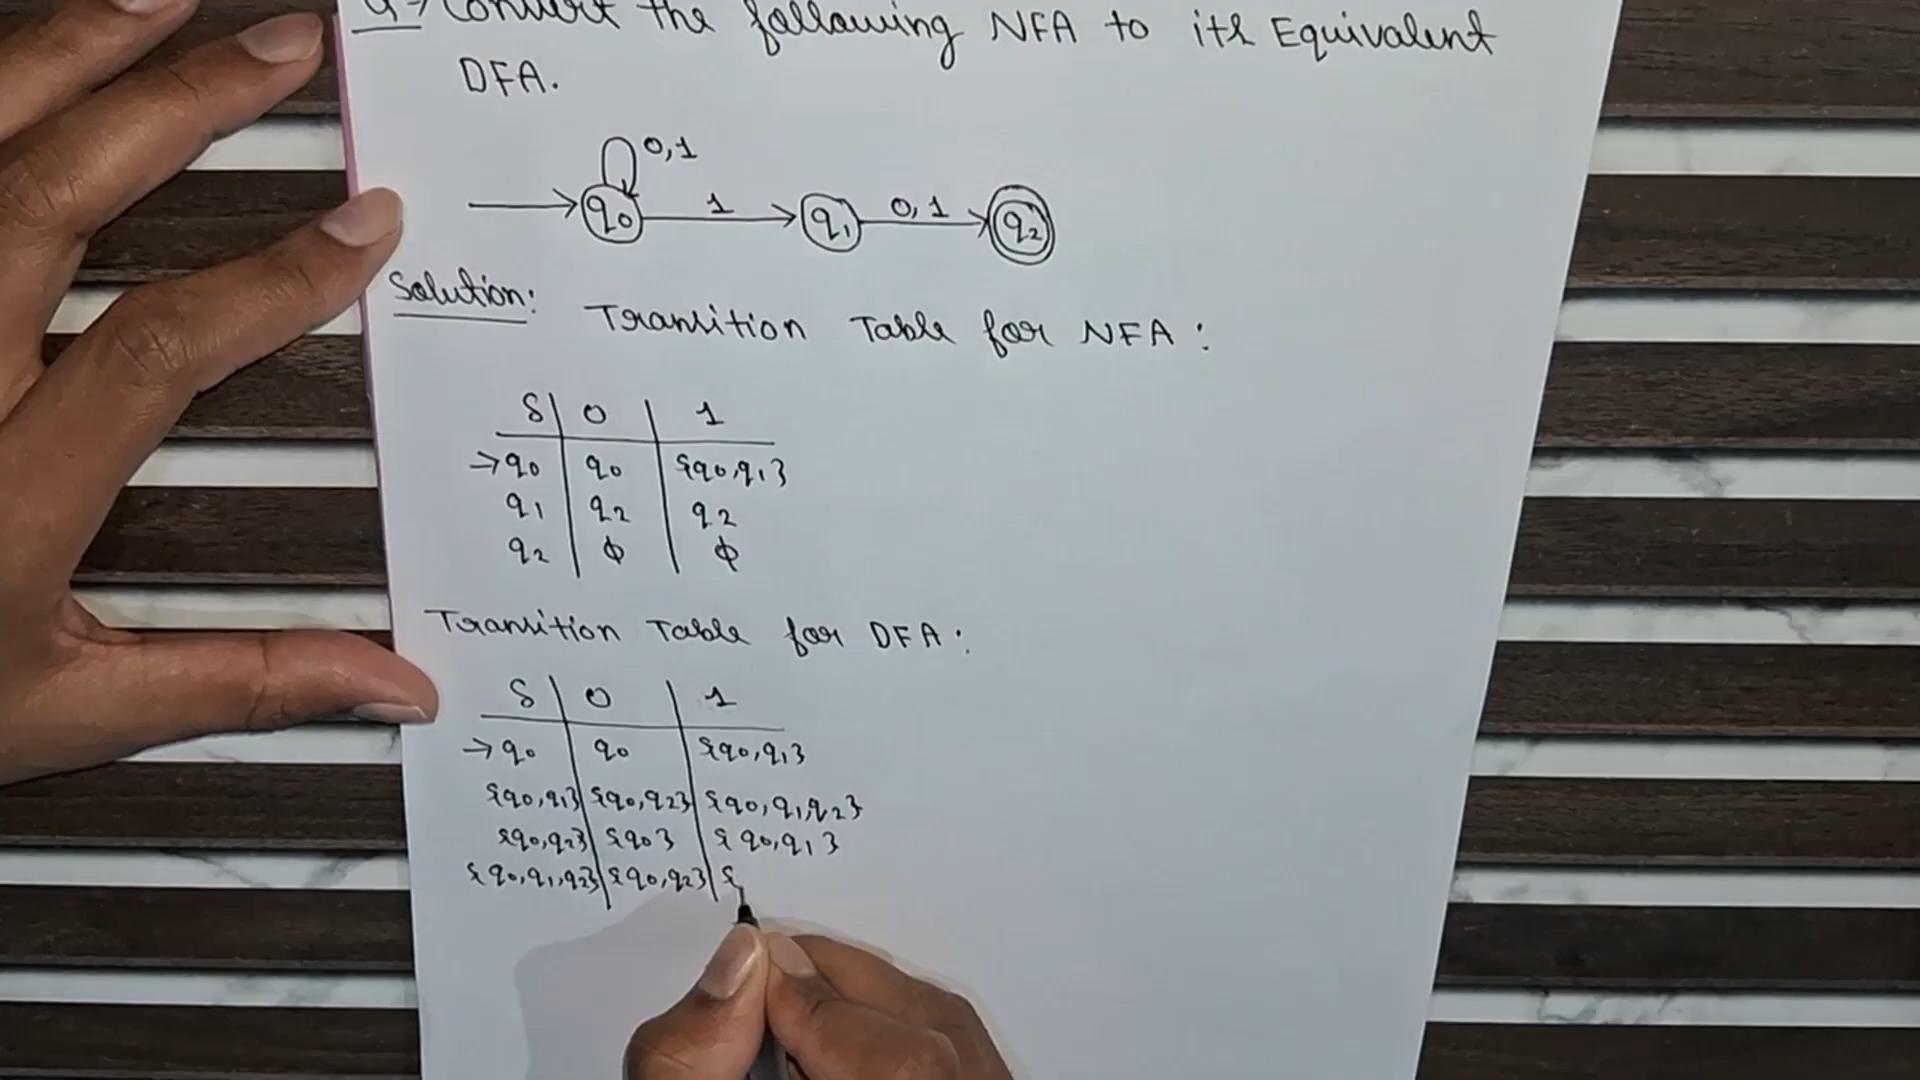 Q→ Convert the following NFA to its Equivalent
DFA.
0,1
q0 1 q1 0,1 q2
Solution:
Transition Table for NFA :
δ 0 1
→q0 q0 {q0,q1}
q1 q2 q2
q2 ϕ ϕ
Transition Table for DFA :
δ 0 1
→q0 q0 {q0,q1}
{q0,q1} {q0,q2} {q0,q1,q2}
{q0,q2} {q0} {q0,q1}
{q0,q1,q2} {q0,q2} {